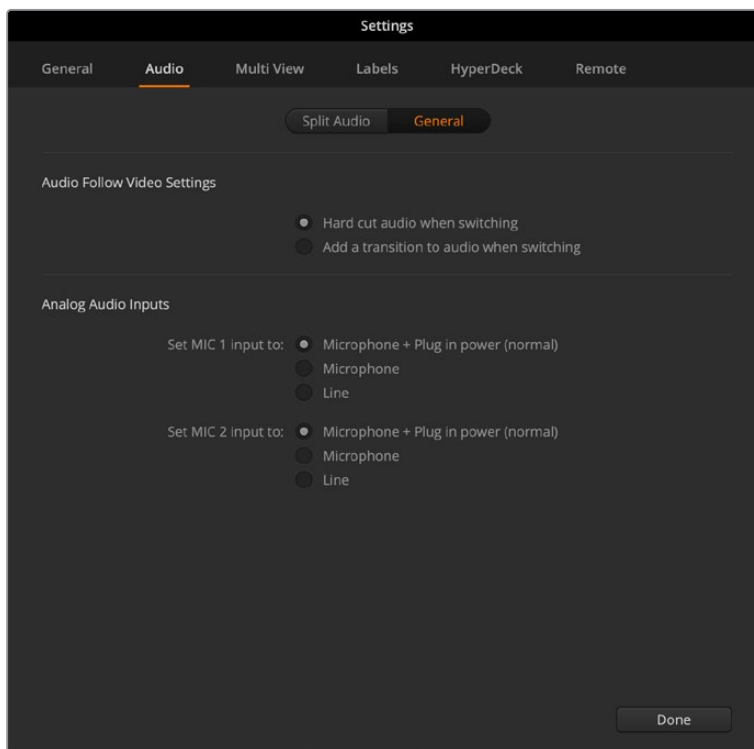 Settings
General Audio Multi View Labels HyperDeck Remote
Split Audio General
Audio Follow Video Settings
Hard cut audio when switching
Add a transition to audio when switching
Analog Audio Inputs
Set MIC 1 input to: Microphone + Plug in power (normal)
Microphone
Line
Set MIC 2 input to: Microphone + Plug in power (normal)
Microphone
Line
Done